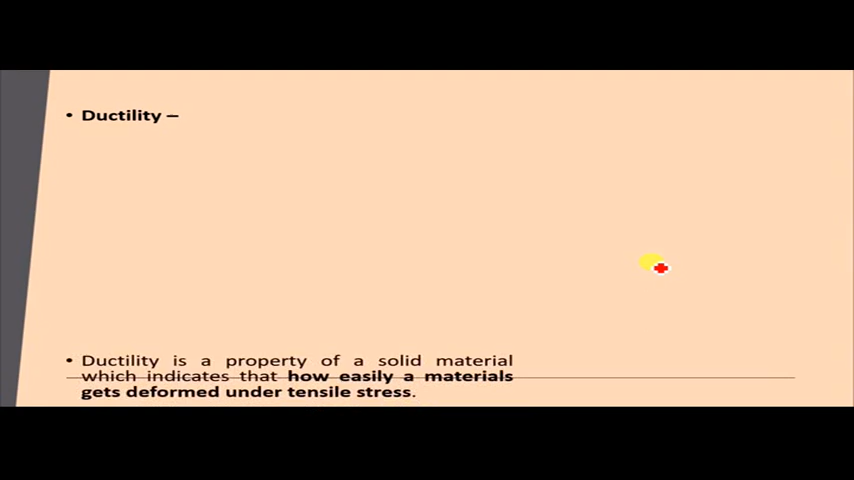 • Ductility –
• Ductility is a property of a solid material
which indicates that how easily a materials
gets deformed under tensile stress.